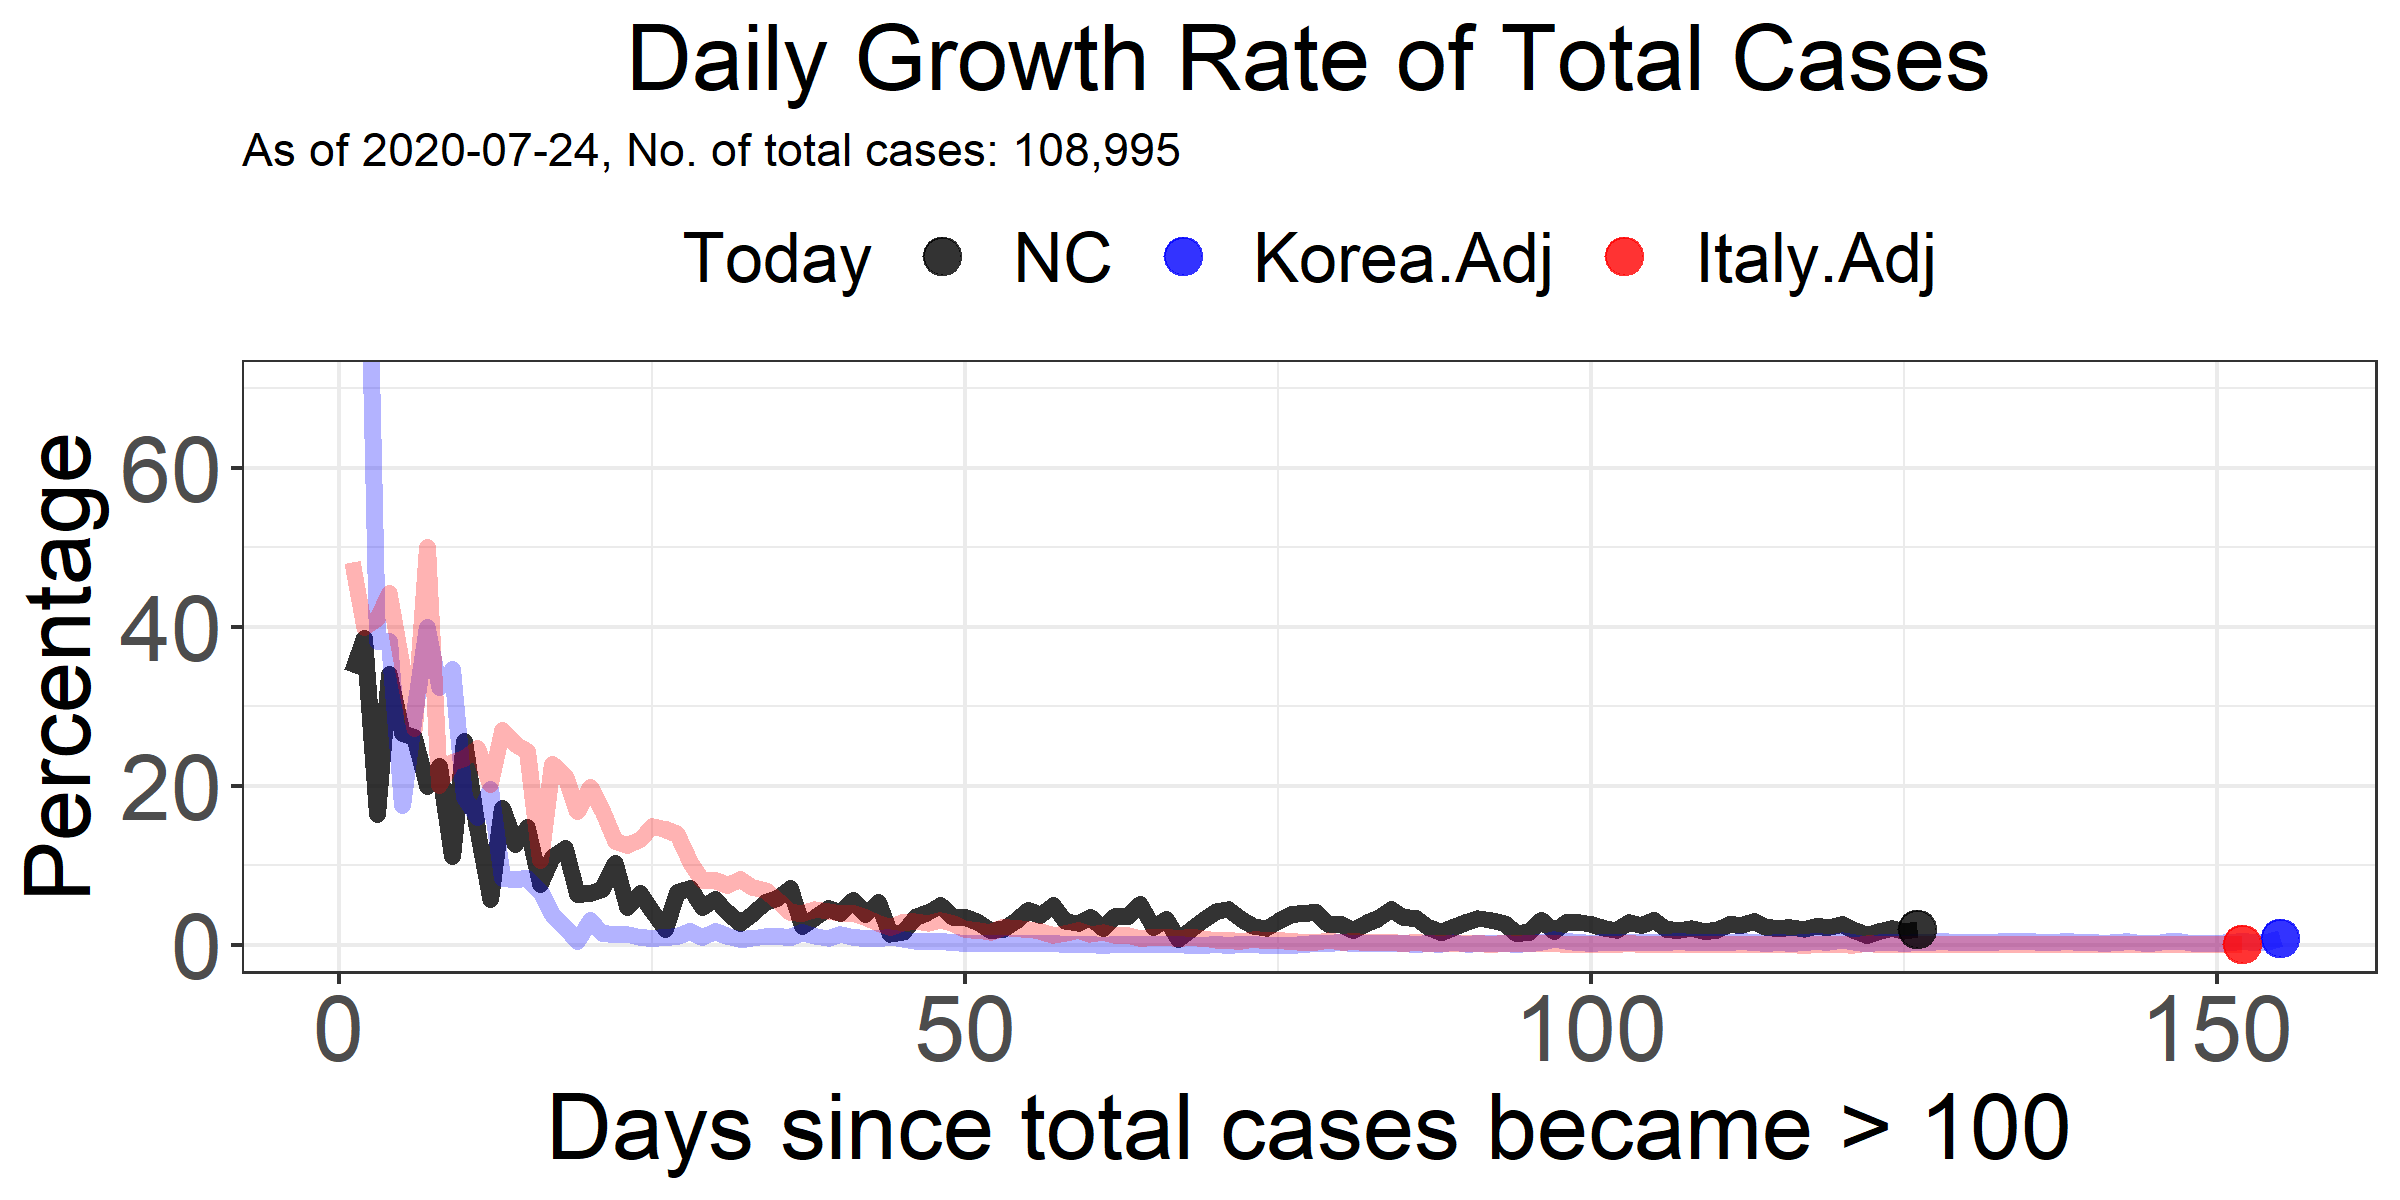 Daily Growth Rate of Total Cases
As of 2020-07-24, No. of total cases: 108,995
Today NC Korea.Adj Italy.Adj
Percentage
60
40
20
0
0 50 100 150
Days since total cases became > 100